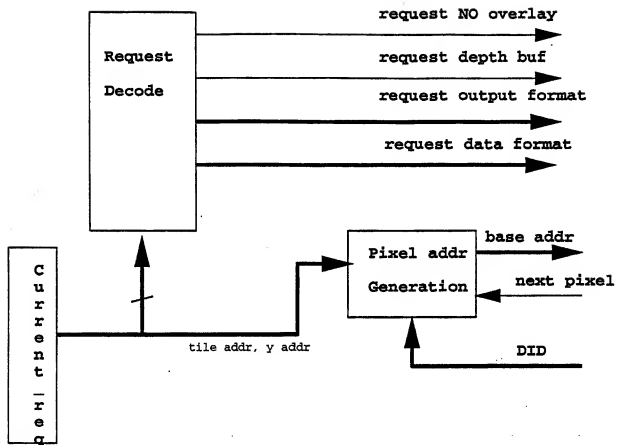 request NO overlay
Request
Decode
request depth buf
request output format
request data format
Current_req
Pixel addr
Generation
base addr
next pixel
tile addr, y addr
DID